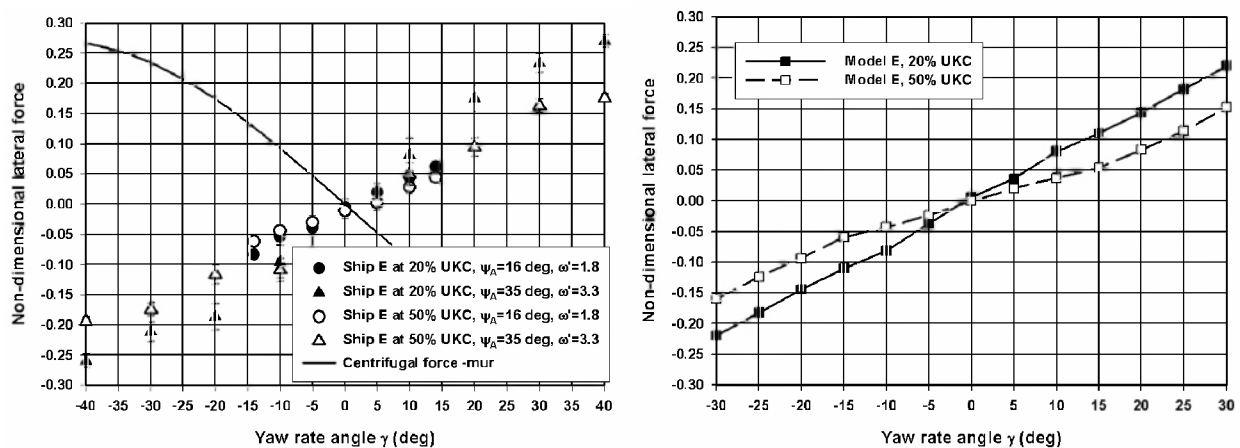 0.30
0.25
0.20
0.15
0.10
0.05
0.00
-0.05
-0.10
-0.15
-0.20
-0.25
-0.30
Non-dimensional lateral force
Ship E at 20% UKC, ψA=16 deg, ω'=1.8
Ship E at 20% UKC, ψA=35 deg, ω'=3.3
Ship E at 50% UKC, ψA=16 deg, ω'=1.8
Ship E at 50% UKC, ψA=35 deg, ω'=3.3
Centrifugal force -mur
-40 -35 -30 -25 -20 -15 -10 -5 0 5 10 15 20 25 30 35 40
Yaw rate angle γ (deg)
0.30
0.25
0.20
0.15
0.10
0.05
0.00
-0.05
-0.10
-0.15
-0.20
-0.25
-0.30
Non-dimensional lateral force
Model E, 20% UKC
Model E, 50% UKC
-30 -25 -20 -15 -10 -5 0 5 10 15 20 25 30
Yaw rate angle γ (deg)